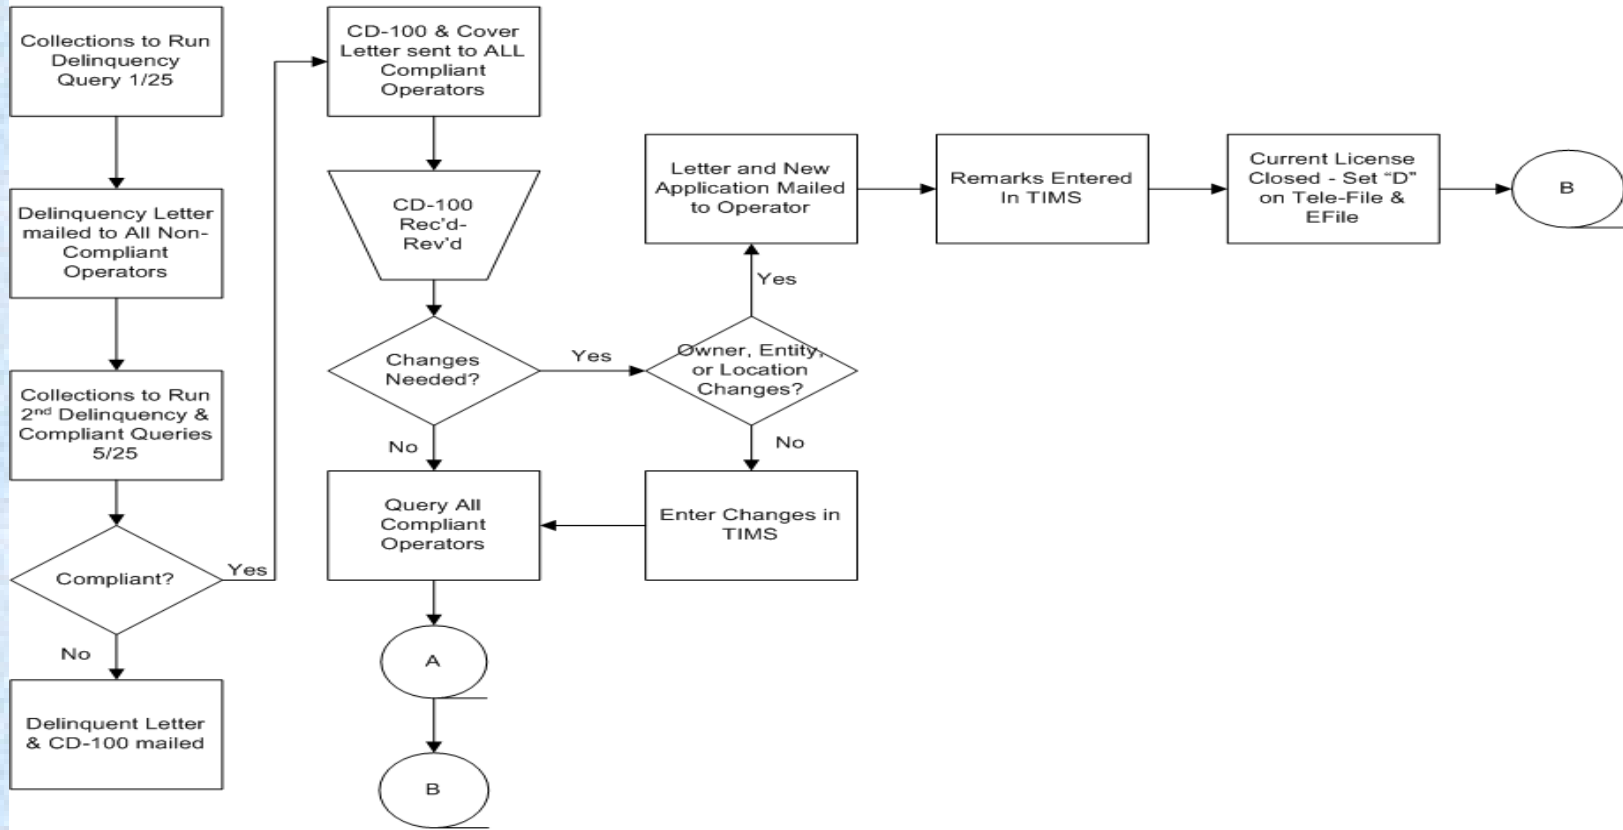 Collections to Run
Delinquency
Query 1/25
Delinquency Letter
mailed to All Non-
Compliant
Operators
Collections to Run
2nd Delinquency &
Compliant Queries
5/25
Compliant?
Yes
No
Delinquent Letter
& CD-100 mailed
CD-100 & Cover
Letter sent to ALL
Compliant
Operators
CD-100
Rec’d-
Rev’d
Changes
Needed?
Yes
No
Query All
Compliant
Operators
A
B
Owner, Entity,
or Location
Changes?
Yes
No
Enter Changes in
TIMS
Letter and New
Application Mailed
to Operator
Remarks Entered
In TIMS
Current License
Closed - Set “D”
on Tele-File &
EFile
B